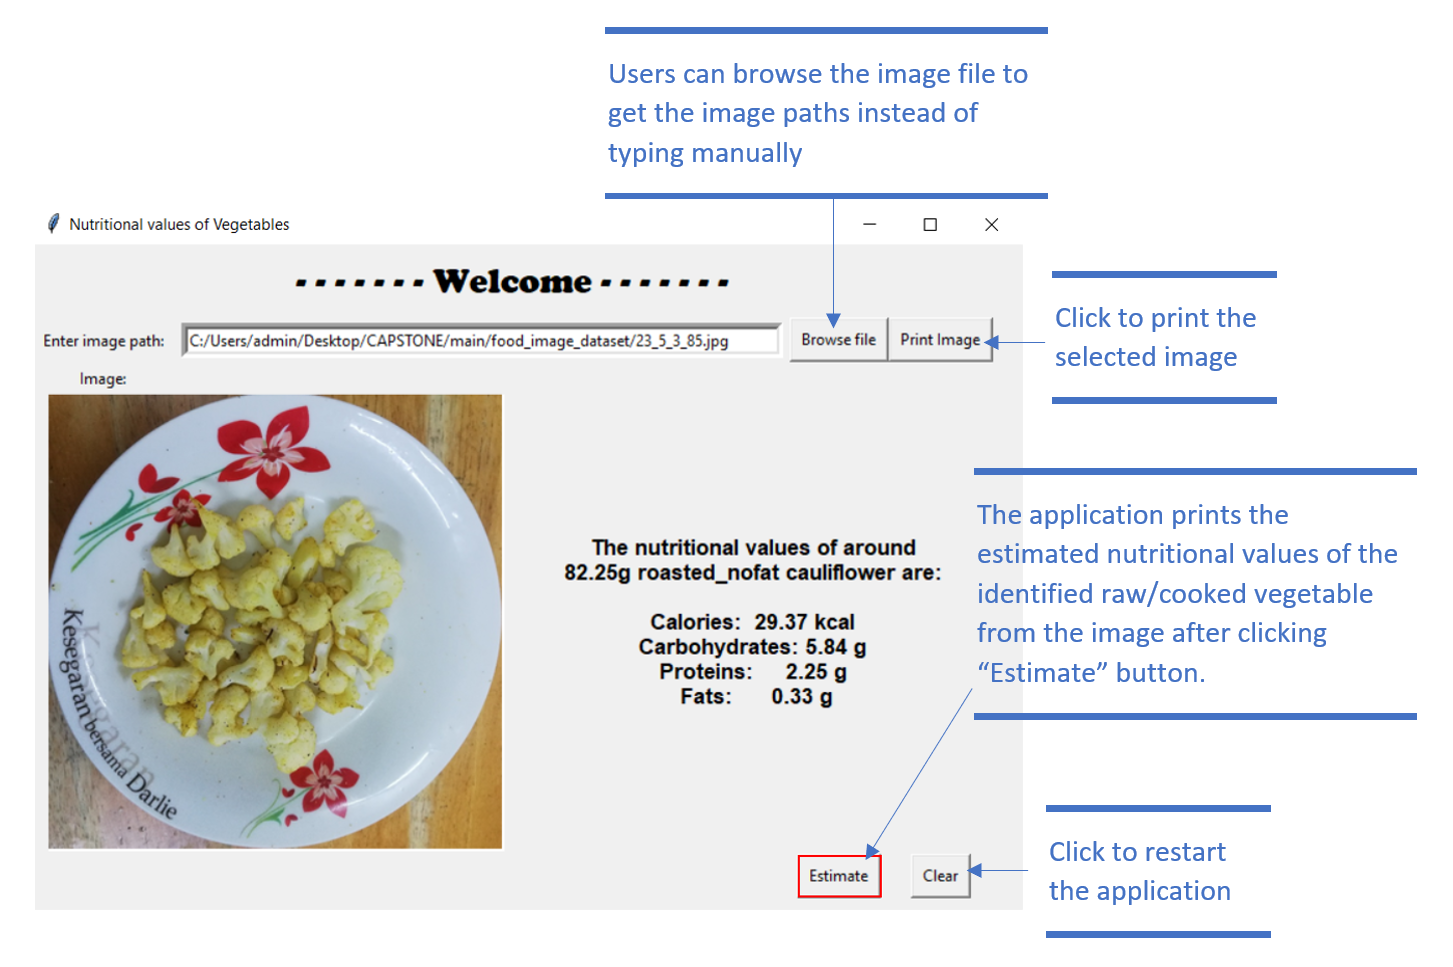 Users can browse the image file to
get the image paths instead of
typing manually
Nutritional values of Vegetables
- - - - - - - Welcome - - - - - - -
Enter image path: C:/Users/admin/Desktop/CAPSTONE/main/food_image_dataset/23_5_3_85.jpg Browse file Print Image
Click to print the
selected image
Image:
Kesegaran bersama Darlie
The nutritional values of around
82.25g roasted_nofat cauliflower are:
Calories: 29.37 kcal
Carbohydrates: 5.84 g
Proteins: 2.25 g
Fats: 0.33 g
The application prints the
estimated nutritional values of the
identified raw/cooked vegetable
from the image after clicking
“Estimate” button.
Estimate Clear
Click to restart
the application